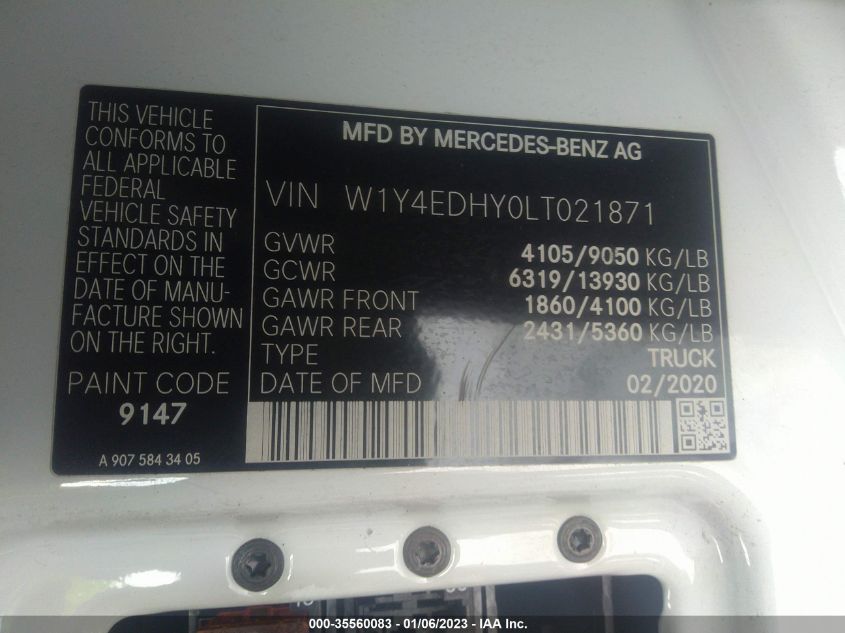 THIS VEHICLE
CONFORMS TO
ALL APPLICABLE
FEDERAL
VEHICLE SAFETY
STANDARDS IN
EFFECT ON THE
DATE OF MANU-
FACTURE SHOWN
ON THE RIGHT.
PAINT CODE
9147
A 907 584 34 05
MFD BY MERCEDES-BENZ AG
VIN W1Y4EDHY0LT021871
GVWR 4105/9050 KG/LB
GCWR 6319/13930 KG/LB
GAWR FRONT 1860/4100 KG/LB
GAWR REAR 2431/5360 KG/LB
TYPE TRUCK
DATE OF MFD 02/2020
000-35560083 - 01/06/2023 - IAA Inc.